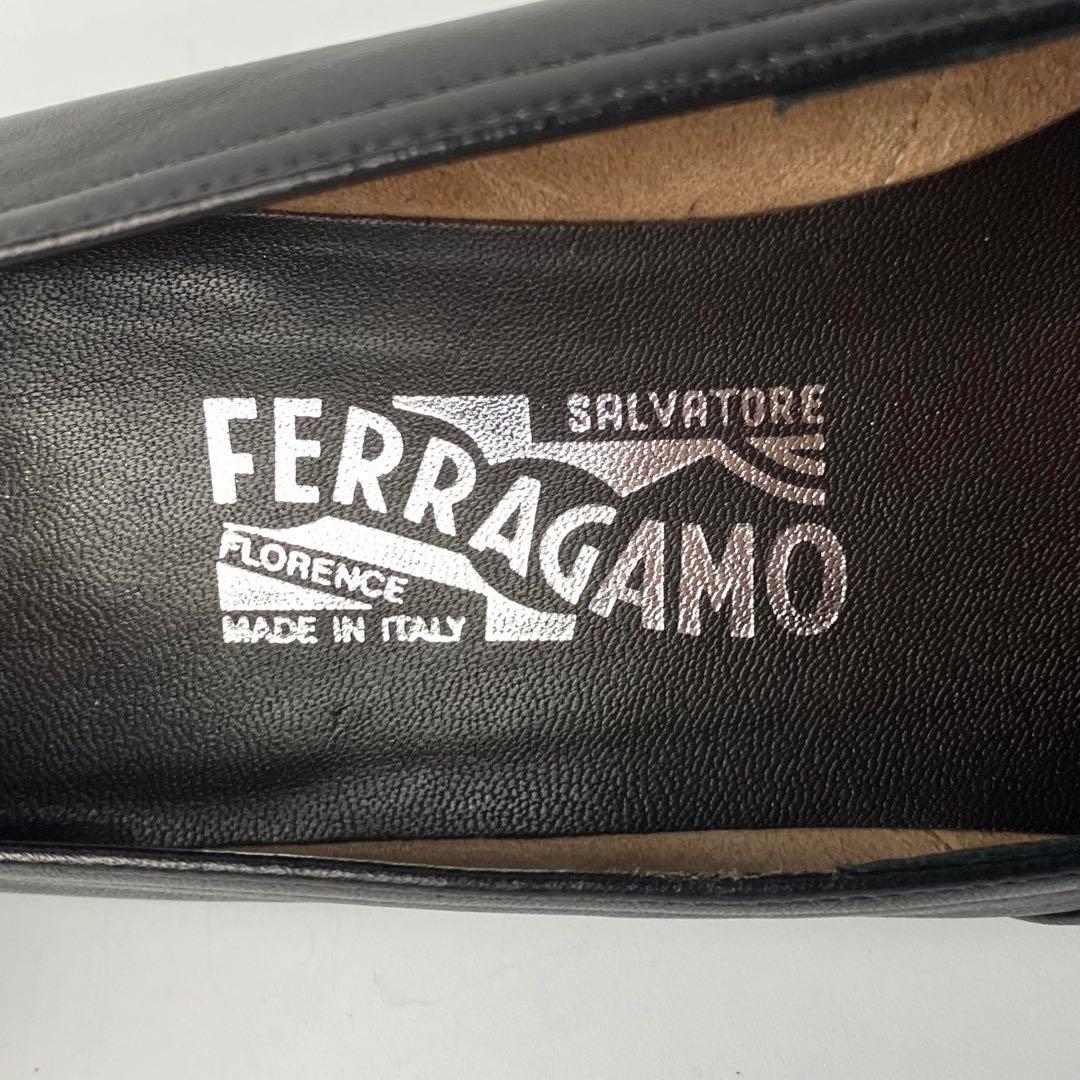 SALVATORE
FERRAGAMO
FLORENCE
MADE IN ITALY